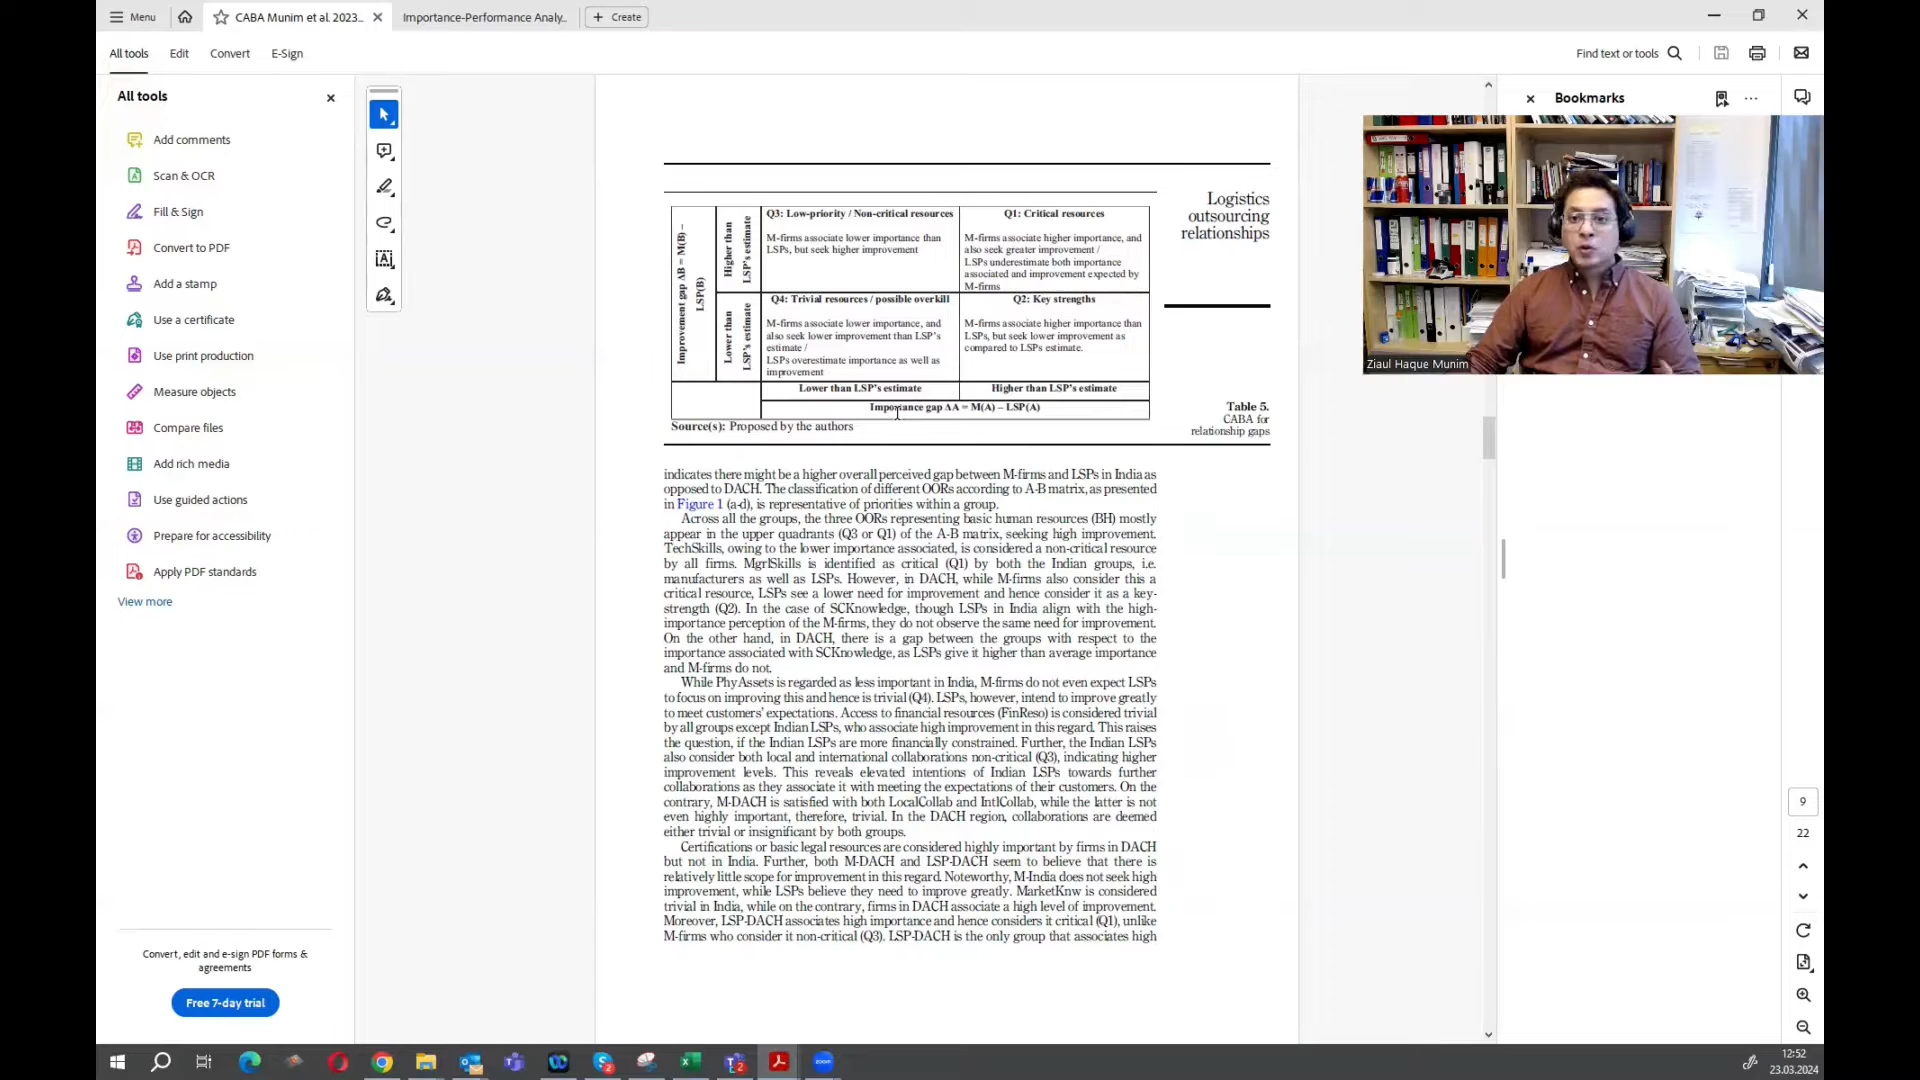 Menu
CABA Munim et al. 2023...
Importance-Performance Analy...
Create
All tools
Edit
Convert
E-Sign
Find text or tools
All tools
Add comments
Scan & OCR
Fill & Sign
Convert to PDF
Add a stamp
Use a certificate
Use print production
Measure objects
Compare files
Add rich media
Use guided actions
Prepare for accessibility
Apply PDF standards
View more
Convert, edit and e-sign PDF forms &
agreements
Free 7-day trial
Logistics
outsourcing
relationships
Improvement gap ΔB = M(B) –
LSP(B)
Higher than
LSP's estimate
Q3: Low-priority / Non-critical resources
M-firms associate lower importance than
LSPs, but seek higher improvement
Q1: Critical resources
M-firms associate higher importance, and
also seek greater improvement /
LSPs underestimate both importance
associated and improvement expected by
M-firms
Lower than
LSP's estimate
Q4: Trivial resources / possible overkill
M-firms associate lower importance, and
also seek lower improvement than LSP's
estimate /
LSPs overestimate importance as well as
improvement
Q2: Key strengths
M-firms associate higher importance than
LSPs, but seek lower improvement as
compared to LSPs estimate.
Lower than LSP's estimate
Higher than LSP's estimate
Importance gap ΔA = M(A) – LSP(A)
Source(s): Proposed by the authors
Table 5.
CABA for
relationship gaps
indicates there might be a higher overall perceived gap between M-firms and LSPs in India as
opposed to DACH. The classification of different OORs according to A-B matrix, as presented
in Figure 1 (a-d), is representative of priorities within a group.
Across all the groups, the three OORs representing basic human resources (BH) mostly
appear in the upper quadrants (Q3 or Q1) of the A-B matrix, seeking high improvement.
TechSkills, owing to the lower importance associated, is considered a non-critical resource
by all firms. MgrlSkills is identified as critical (Q1) by both the Indian groups, i.e.
manufacturers as well as LSPs. However, in DACH, while M-firms also consider this a
critical resource, LSPs see a lower need for improvement and hence consider it as a key-
strength (Q2). In the case of SCKnowledge, though LSPs in India align with the high-
importance perception of the M-firms, they do not observe the same need for improvement.
On the other hand, in DACH, there is a gap between the groups with respect to the
importance associated with SCKnowledge, as LSPs give it higher than average importance
and M-firms do not.
While PhyAssets is regarded as less important in India, M-firms do not even expect LSPs
to focus on improving this and hence is trivial (Q4). LSPs, however, intend to improve greatly
to meet customers' expectations. Access to financial resources (FinReso) is considered trivial
by all groups except Indian LSPs, who associate high improvement in this regard. This raises
the question, if the Indian LSPs are more financially constrained. Further, the Indian LSPs
also consider both local and international collaborations non-critical (Q3), indicating higher
improvement levels. This reveals elevated intentions of Indian LSPs towards further
collaborations as they associate it with meeting the expectations of their customers. On the
contrary, M-DACH is satisfied with both LocalCollab and IntlCollab, while the latter is not
even highly important, therefore, trivial. In the DACH region, collaborations are deemed
either trivial or insignificant by both groups.
Certifications or basic legal resources are considered highly important by firms in DACH
but not in India. Further, both M-DACH and LSP-DACH seem to believe that there is
relatively little scope for improvement in this regard. Noteworthy, M-India does not seek high
improvement, while LSPs believe they need to improve greatly. MarketKnw is considered
trivial in India, while on the contrary, firms in DACH associate a high level of improvement.
Moreover, LSP-DACH associates high importance and hence considers it critical (Q1), unlike
M-firms who consider it non-critical (Q3). LSP-DACH is the only group that associates high
Bookmarks
Ziaul Haque Munim
9
22
12:52
23.03.2024